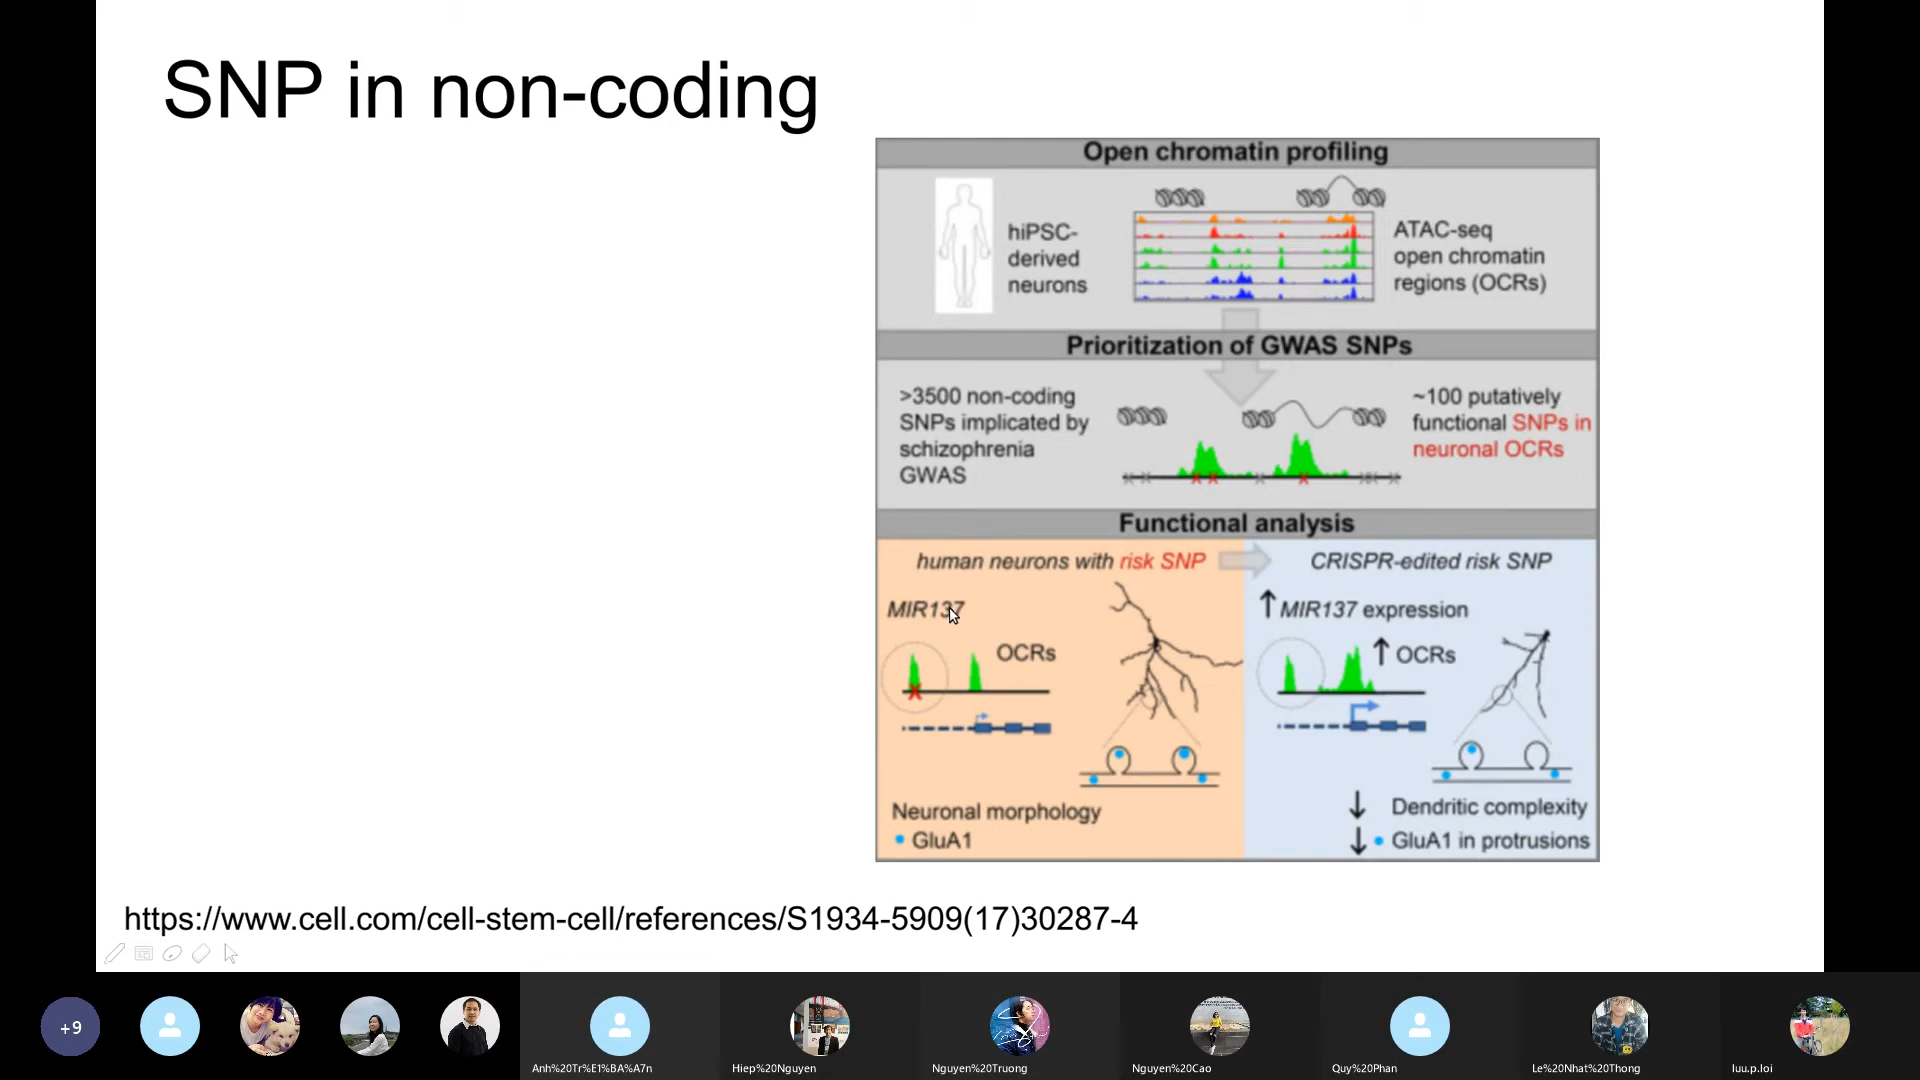 SNP in non-coding
Open chromatin profiling
hiPSC-
derived
neurons
ATAC-seq
open chromatin
regions (OCRs)
Prioritization of GWAS SNPs
>3500 non-coding
SNPs implicated by
schizophrenia
GWAS
~100 putatively
functional SNPs in
neuronal OCRs
Functional analysis
human neurons with risk SNP
MIR137
OCRs
Neuronal morphology
GluA1
CRISPR-edited risk SNP
↑ MIR137 expression
↑ OCRs
↓ Dendritic complexity
↓ • GluA1 in protrusions
https://www.cell.com/cell-stem-cell/references/S1934-5909(17)30287-4
+9
Anh%20Tr%E1%BA%A7n
Hiep%20Nguyen
Nguyen%20Truong
Nguyen%20Cao
Quy%20Phan
Le%20Nhat%20Thong
luu.p.loi